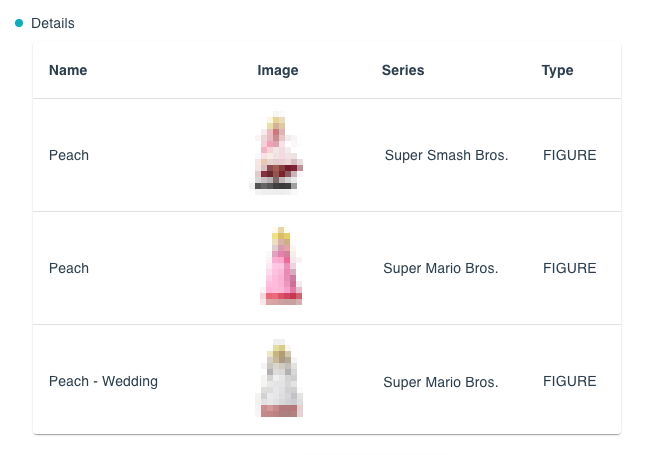 Details
Name Image Series Type
Peach Super Smash Bros. FIGURE
Peach Super Mario Bros. FIGURE
Peach - Wedding Super Mario Bros. FIGURE